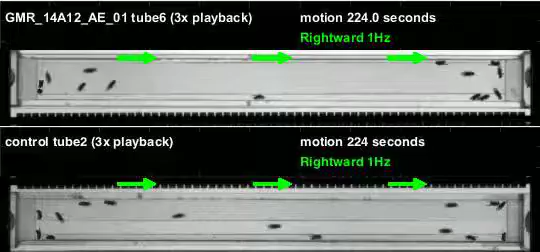 GMR_14A12_AE_01 tube6 (3x playback)
motion 224.0 seconds
Rightward 1Hz
control tube2 (3x playback)
motion 224 seconds
Rightward 1Hz